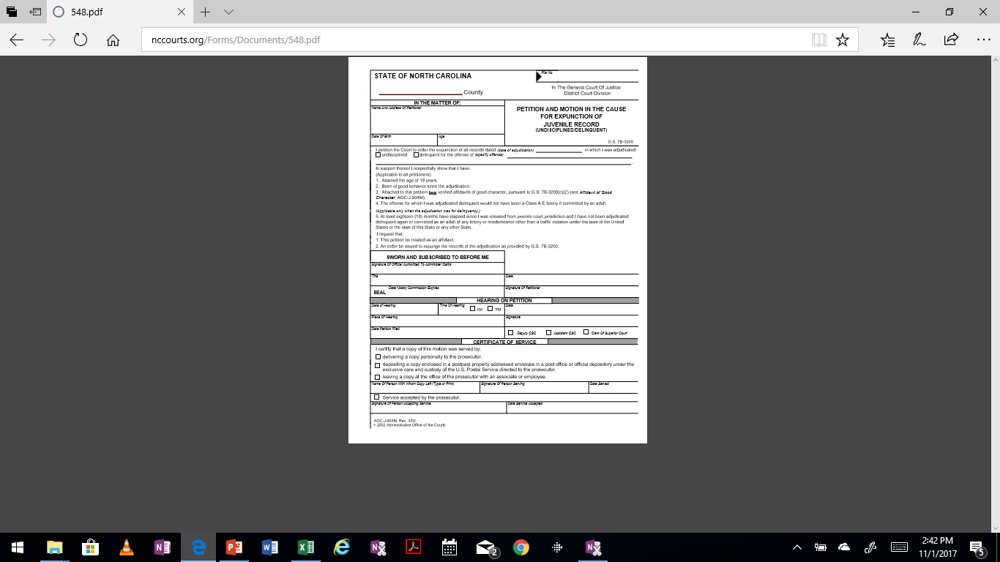 548.pdf
nccourts.org/Forms/Documents/548.pdf
STATE OF NORTH CAROLINA
File No.
County
In The General Court Of Justice
District Court Division
IN THE MATTER OF:
Name And Address Of Petitioner
PETITION AND MOTION IN THE CAUSE
FOR EXPUNCTION OF
JUVENILE RECORD
(UNDISCIPLINED/DELINQUENT)
Date Of Birth
Age
G.S. 7B-3200
I petition the Court to order the expunction of all records dated (date of adjudication) in which I was adjudicated
undisciplined delinquent for the offense of (specify offense)
.
In support thereof I respectfully show that I have:
(Applicable to all petitioners)
1. Attained the age of 18 years.
2. Been of good behavior since the adjudication.
3. Attached to this petition two verified affidavits of good character, pursuant to G.S. 7B-3200(c)(2) (see Affidavit of Good
Character, AOC-J-904M).
4. The offense for which I was adjudicated delinquent would not have been a Class A-E felony if committed by an adult.
(Applicable only when the adjudication was for delinquency.)
5. At least eighteen (18) months have elapsed since I was released from juvenile court jurisdiction and I have not been adjudicated
delinquent again or convicted as an adult of any felony or misdemeanor other than a traffic violation under the laws of the United
States or the laws of this State or any other State.
I request that:
1. This petition be treated as an affidavit.
2. An order be issued to expunge the records of the adjudication as provided by G.S. 7B-3200.
SWORN AND SUBSCRIBED TO BEFORE ME
Signature Of Official Authorized To Administer Oaths
Title
Date
Date Notary Commission Expires
SEAL
Signature Of Petitioner
HEARING ON PETITION
Date of Hearing
Time Of Hearing
AM PM
Date
Place Of Hearing
Signature
Date Petition Filed
Deputy CSC Assistant CSC Clerk Of Superior Court
CERTIFICATE OF SERVICE
I certify that a copy of this motion was served by:
delivering a copy personally to the prosecutor.
depositing a copy enclosed in a postpaid properly addressed envelope in a post office or official depository under the
exclusive care and custody of the U.S. Postal Service directed to the prosecutor.
leaving a copy at the office of the prosecutor with an associate or employee.
Name Of Person With Whom Copy Left (Type or Print)
Signature Of Person Serving
Date Served
Service accepted by the prosecutor.
Signature Of Person Accepting Service
Date Service Accepted
AOC-J-903M, Rev. 3/02
© 2002 Administrative Office of the Courts
2
2:42 PM
11/1/2017
5